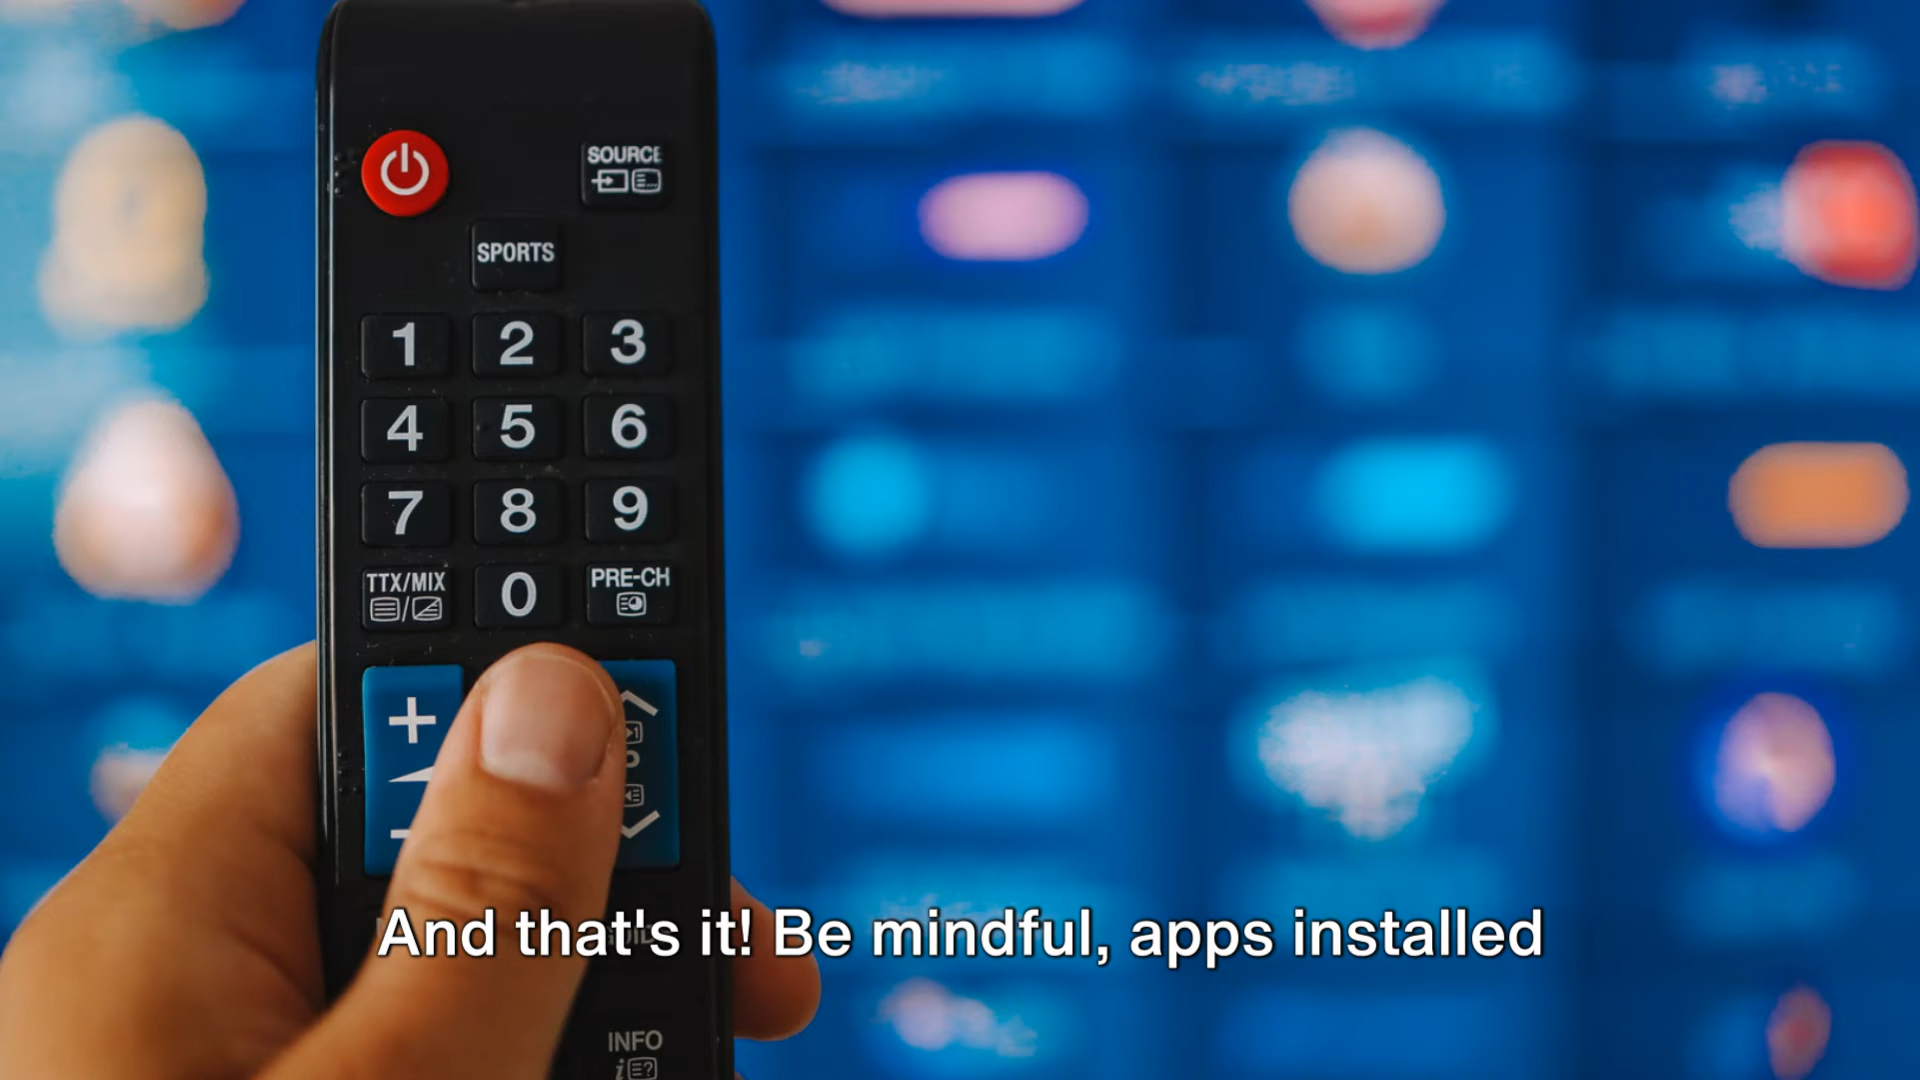 SOURCE
SPORTS
1 2 3
4 5 6
7 8 9
TTX/MIX 0 PRE-CH
+
-
And that's it! Be mindful, apps installed
INFO